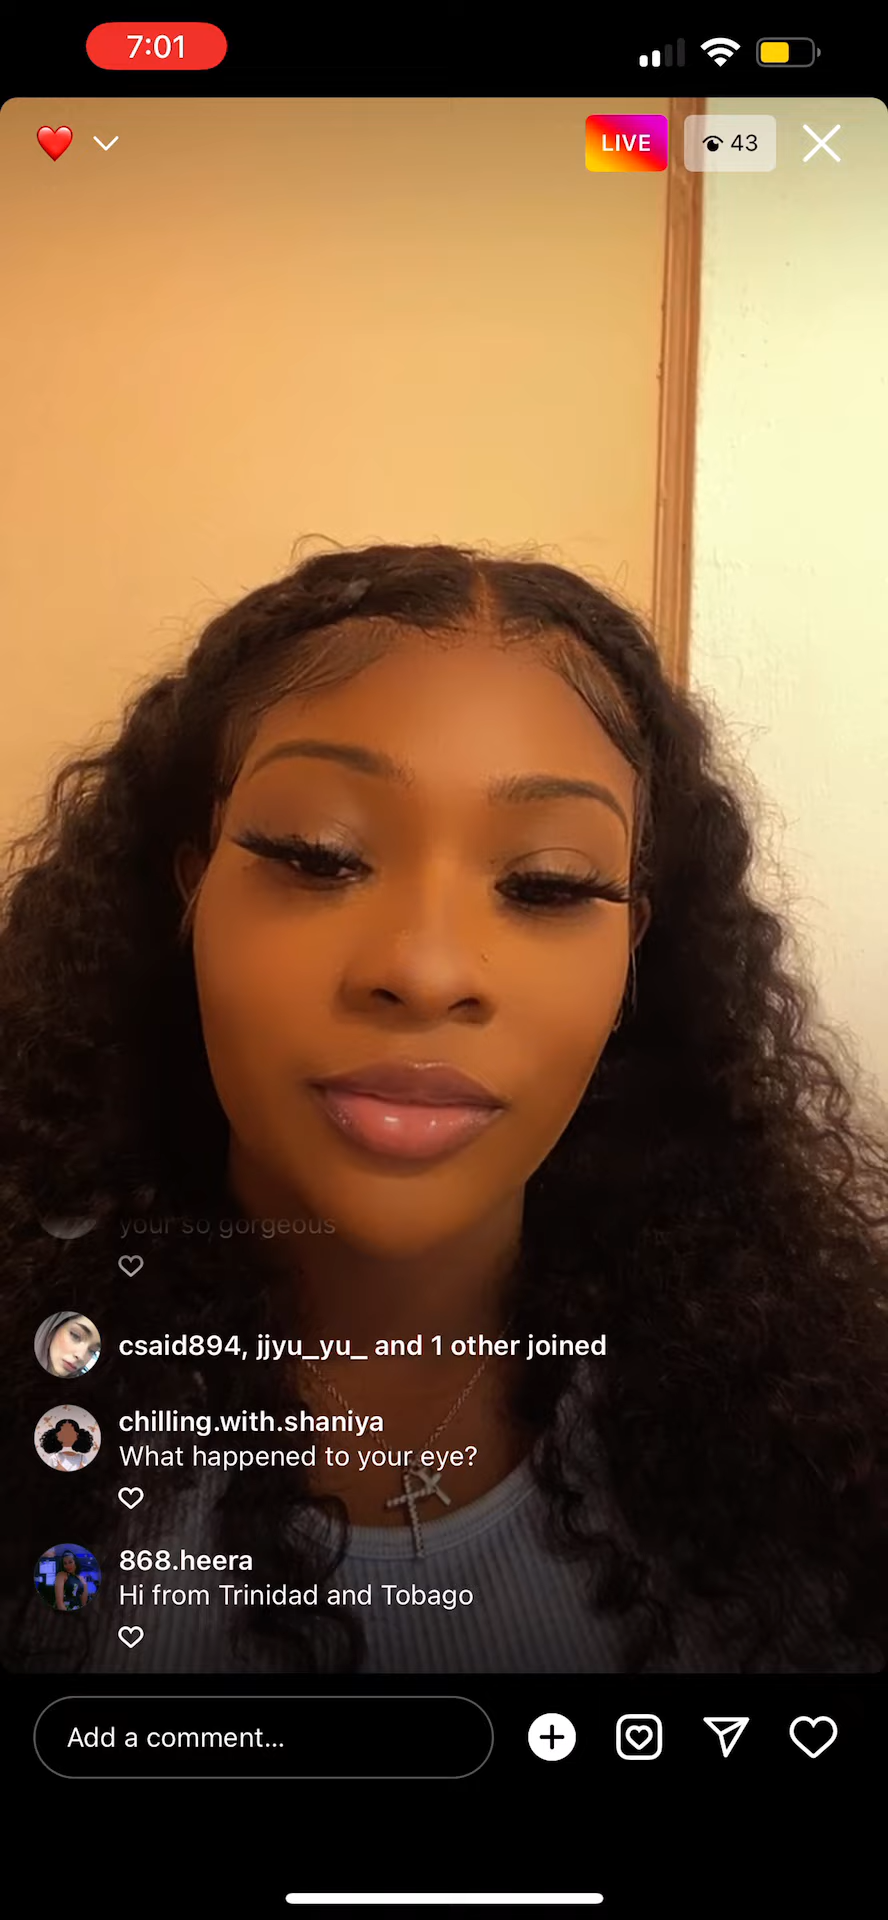 7:01
LIVE
43
your so gorgeous
csaid894, jjyu_yu_ and 1 other joined
chilling.with.shaniya
What happened to your eye?
868.heera
Hi from Trinidad and Tobago
Add a comment...